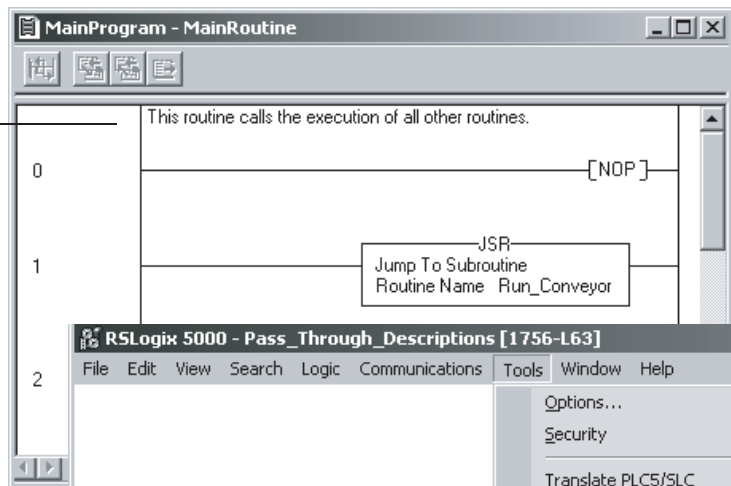 MainProgram - MainRoutine
This routine calls the execution of all other routines.
0
NOP
1
JSR
Jump To Subroutine
Routine Name Run_Conveyor
2
RSLogix 5000 - Pass_Through_Descriptions [1756-L63]
File Edit View Search Logic Communications Tools Window Help
Options...
Security
Translate PLC5/SLC